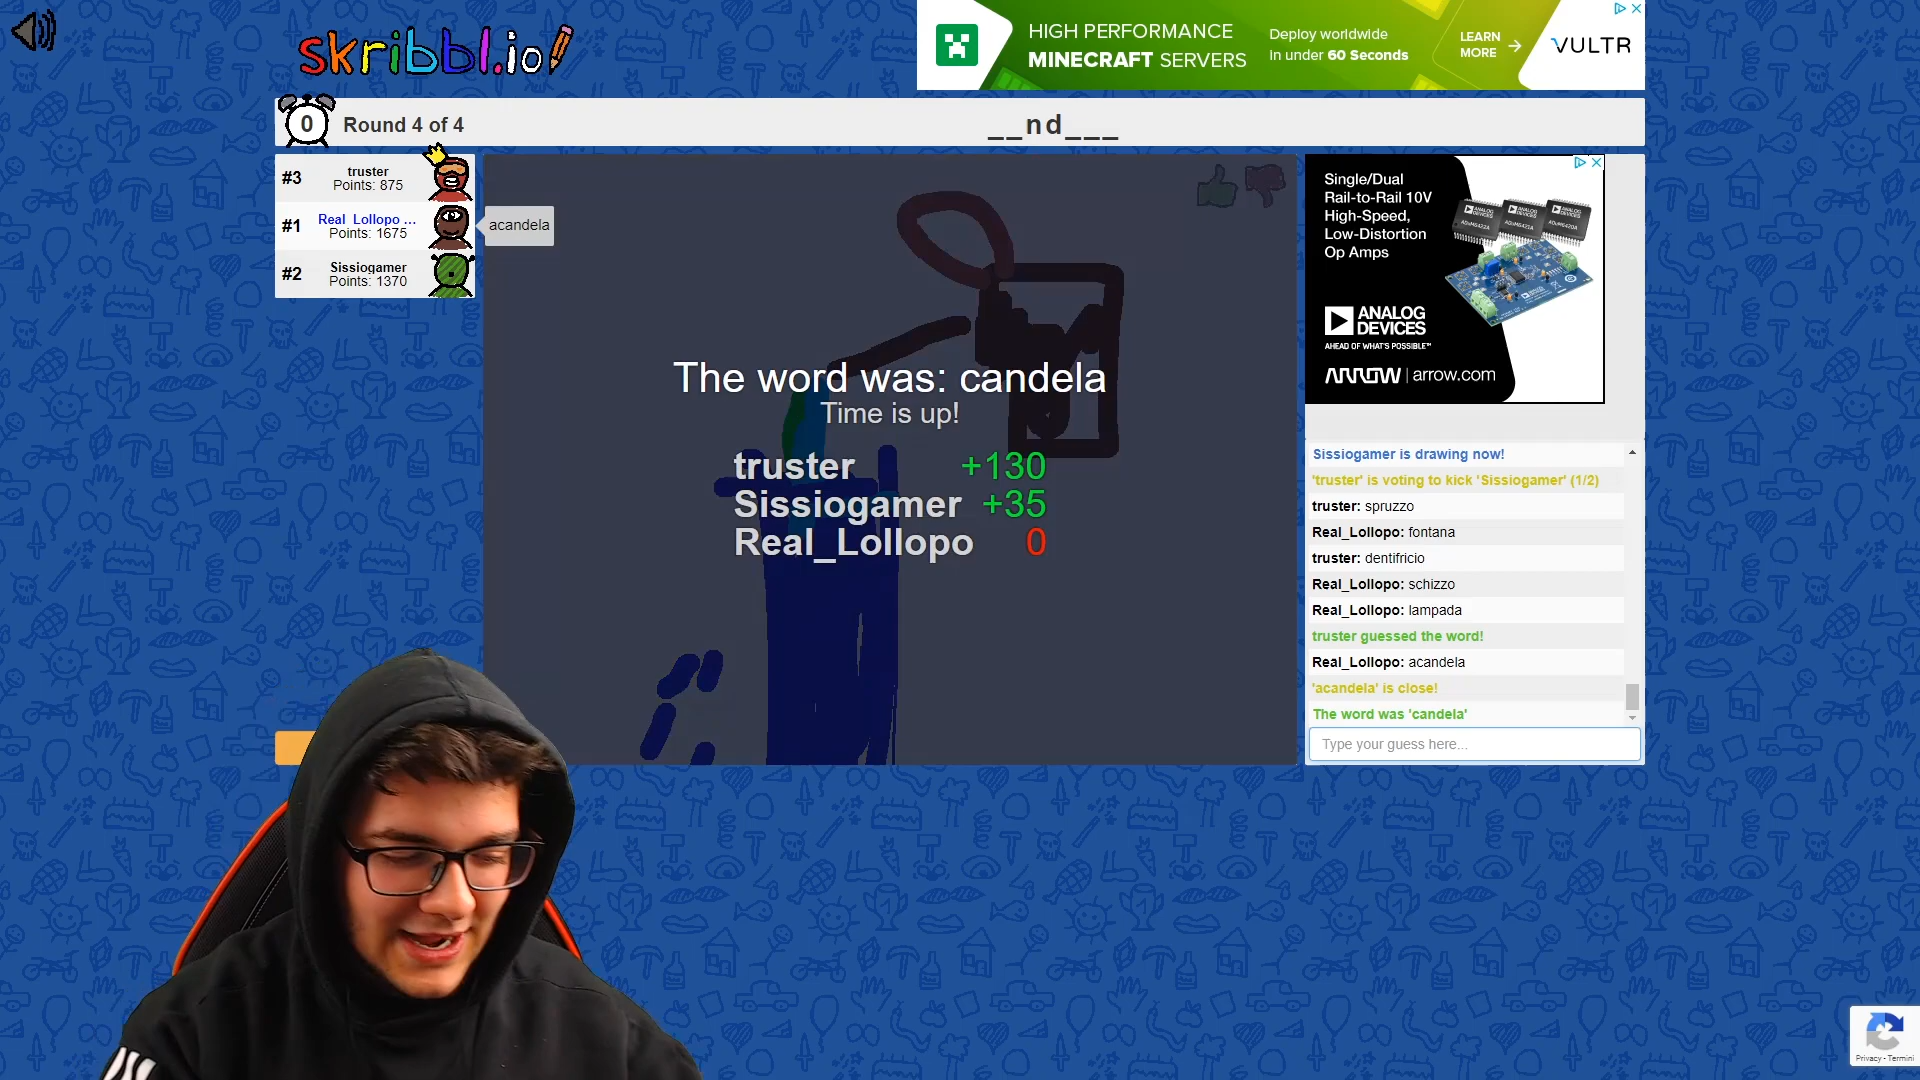 skribbl.io
HIGH PERFORMANCE
MINECRAFT SERVERS
Deploy worldwide
in under 60 Seconds
LEARN
MORE
VULTR
0
Round 4 of 4
__nd___
#3
truster
Points: 875
#1
Real_Lollopo ...
Points: 1675
#2
Sissiogamer
Points: 1370
acandela
The word was: candela
Time is up!
truster +130
Sissiogamer +35
Real_Lollopo 0
Single/Dual
Rail-to-Rail 10V
High-Speed,
Low-Distortion
Op Amps
ANALOG
DEVICES
AHEAD OF WHAT'S POSSIBLE™
ARROW | arrow.com
Sissiogamer is drawing now!
'truster' is voting to kick 'Sissiogamer' (1/2)
truster: spruzzo
Real_Lollopo: fontana
truster: dentifricio
Real_Lollopo: schizzo
Real_Lollopo: lampada
truster guessed the word!
Real_Lollopo: acandela
'acandela' is close!
The word was 'candela'
Type your guess here...
Privacy - Termini